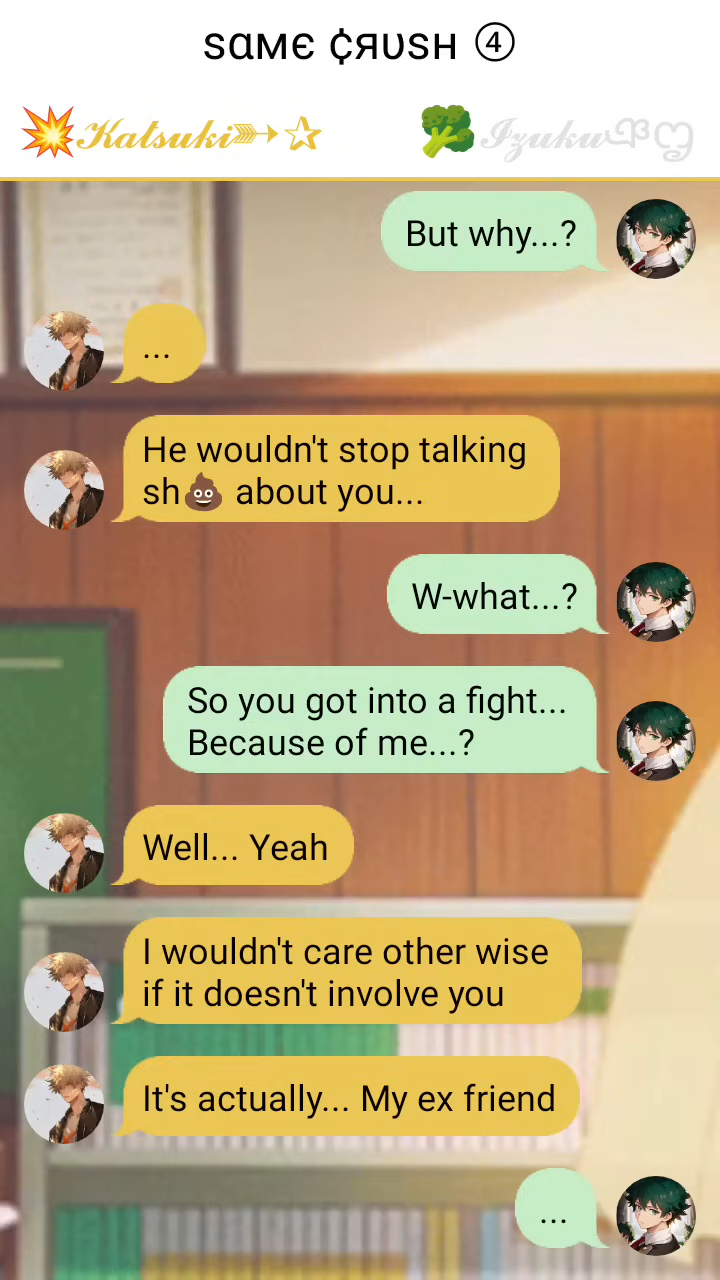 sαмє ₵ЯυsH ④
💥𝓚𝓪𝓽𝓼𝓾𝓴𝓲➵☆
🥦𝓘𝔃𝓾𝓴𝓾
But why...?
...
He wouldn't stop talking
sh💩 about you...
W-what...?
So you got into a fight...
Because of me...?
Well... Yeah
I wouldn't care other wise
if it doesn't involve you
It's actually... My ex friend
...